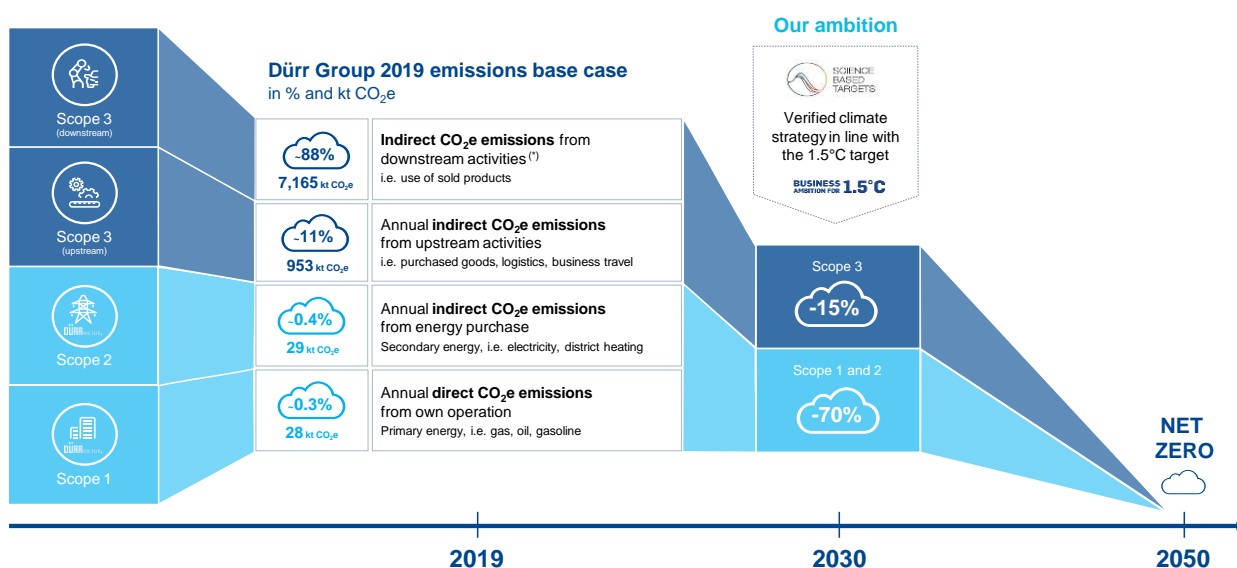 Scope 3
(downstream)
Scope 3
(upstream)
DÜRR
Scope 2
DÜRR
Scope 1
Dürr Group 2019 emissions base case
in % and kt CO₂e
~88%
7,165 kt CO₂e
Indirect CO₂e emissions from
downstream activities (*)
i.e. use of sold products
~11%
953 kt CO₂e
Annual indirect CO₂e emissions
from upstream activities
i.e. purchased goods, logistics, business travel
~0.4%
29 kt CO₂e
Annual indirect CO₂e emissions
from energy purchase
Secondary energy, i.e. electricity, district heating
~0.3%
28 kt CO₂e
Annual direct CO₂e emissions
from own operation
Primary energy, i.e. gas, oil, gasoline
Our ambition
SCIENCE
BASED
TARGETS
Verified climate
strategy in line with
the 1.5°C target
BUSINESS
AMBITION FOR 1.5°C
Scope 3
-15%
Scope 1 and 2
-70%
NET
ZERO
2019
2030
2050